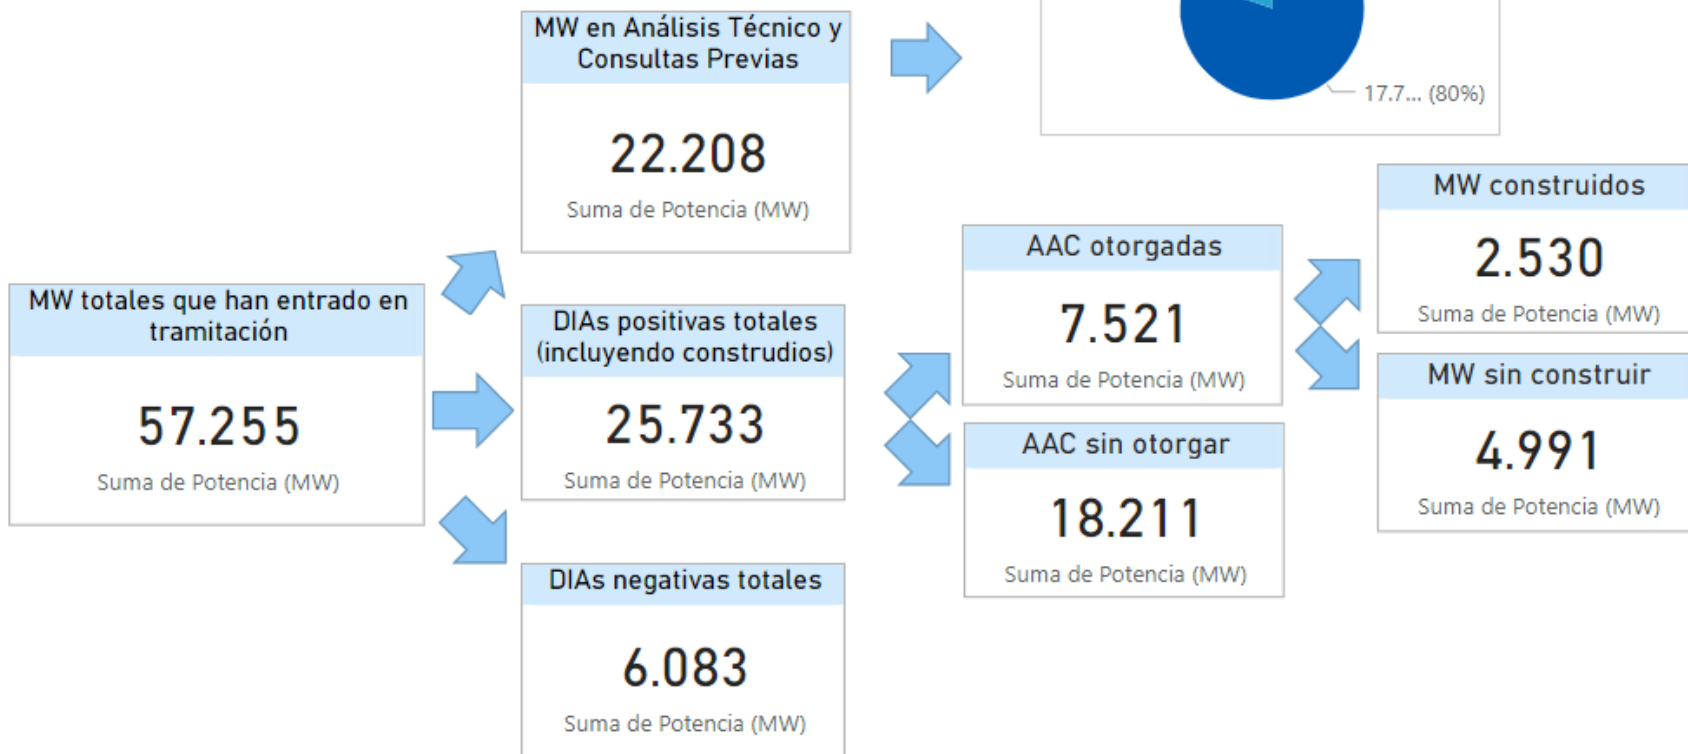 MW en Análisis Técnico y
Consultas Previas
22.208
Suma de Potencia (MW)
17.7... (80%)
MW totales que han entrado en
tramitación
57.255
Suma de Potencia (MW)
DIAs positivas totales
(incluyendo construdios)
25.733
Suma de Potencia (MW)
DIAs negativas totales
6.083
Suma de Potencia (MW)
AAC otorgadas
7.521
Suma de Potencia (MW)
AAC sin otorgar
18.211
Suma de Potencia (MW)
MW construidos
2.530
Suma de Potencia (MW)
MW sin construir
4.991
Suma de Potencia (MW)